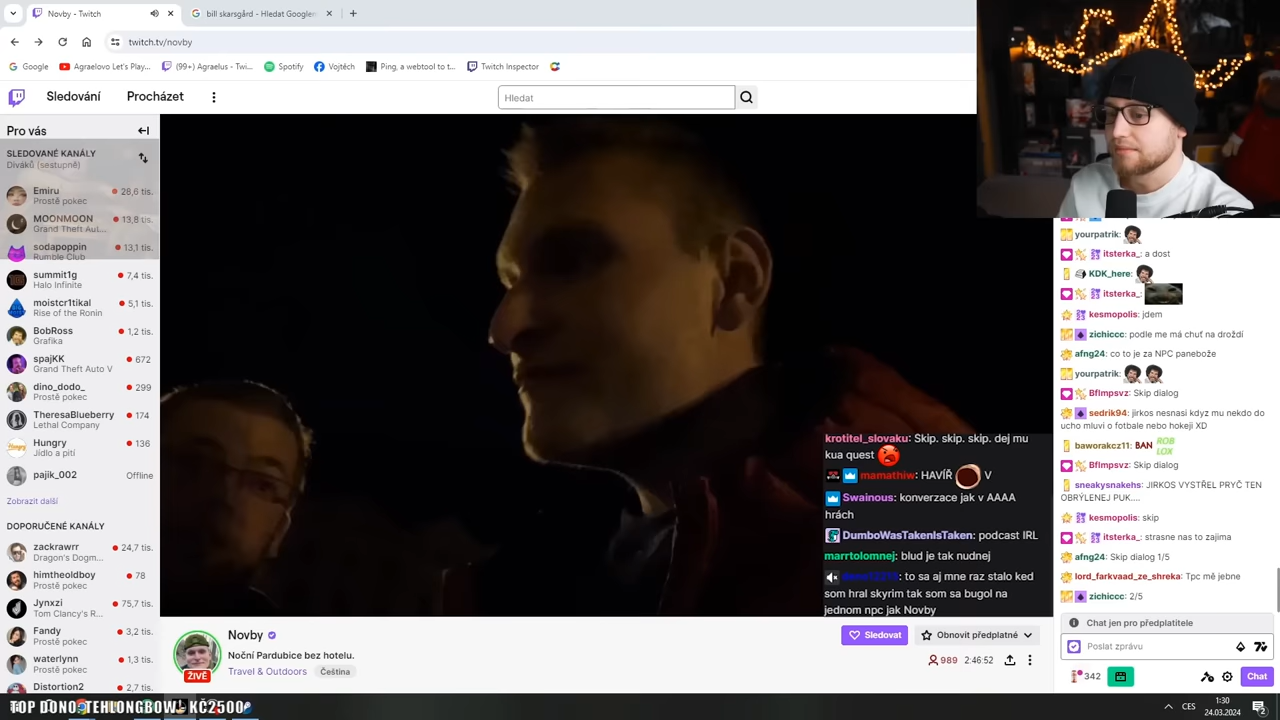 Novby - Twitch
bill skarsgård - Hledat Google
twitch.tv/novby
Google
Agraelovo Let's Play...
(99+) Agraelus - Twi...
Spotify
Vojtěch
Ping, a webtool to t...
Twitch Inspector
Sledování
Procházet
Hledat
Pro vás
SLEDOVANÉ KANÁLY
Diváků (sestupně)
Emiru
28,6 tis.
Prostě pokec
MOONMOON
13,8 tis.
Grand Theft Aut...
sodapoppin
13,1 tis.
Rumble Club
summit1g
7,4 tis.
Halo Infinite
moistcr1tikal
5,1 tis.
Rise of the Ronin
BobRoss
1,2 tis.
Grafika
spajKK
672
Grand Theft Auto V
dino_dodo_
299
Prostě pokec
TheresaBlueberry
174
Lethal Company
Hungry
136
Jídlo a pití
pajik_002
Offline
Zobrazit další
DOPORUČENÉ KANÁLY
zackrawrr
24,7 tis.
Dragon's Dogm...
himtheoldboy
78
Prostě pokec
Jynxzi
75,7 tis.
Tom Clancy's R...
Fandy
3,2 tis.
Prostě pokec
waterlynn
1,3 tis.
Prostě pokec
Distortion2
2,7 tis.
krotitel_slovaku: Skip. skip. skip. dej mu
kua quest
mamathiw: HAVÍŘ V
Swainous: konverzace jak v AAAA
hrách
DumboWasTakenIsTaken: podcast IRL
marrtolomnej: blud je tak nudnej
to sa aj mne raz stalo ked
som hral skyrim tak som sa bugol na
jednom npc jak Novby
Novby
Noční Pardubice bez hotelu.
Travel & Outdoors
Čeština
ŽIVĚ
Sledovat
Obnovit předplatné
989
2:46:52
yourpatrik:
itsterka_: a dost
KDK_here:
itsterka_:
kesmopolis: jdem
zichiccc: podle me má chuť na droždí
afng24: co to je za NPC panebože
yourpatrik:
Bflmpsvz: Skip dialog
sedrik94: jirkos nesnasi kdyz mu nekdo do
ucho mluvi o fotbale nebo hokeji XD
baworakcz11: BAN ROBLOX
Bflmpsvz: Skip dialog
sneakysnakehs: JIRKOS VYSTŘEL PRYČ TEN
OBRÝLENEJ PUK....
kesmopolis: skip
itsterka_: strasne nas to zajima
afng24: Skip dialog 1/5
lord_farkvaad_ze_shreka: Tpc mě jebne
zichiccc: 2/5
Chat jen pro předplatitele
Poslat zprávu
342
Chat
TOP DONO: TEHLONGBOWJ KČ2500
CES
1:30
24.03.2024
2